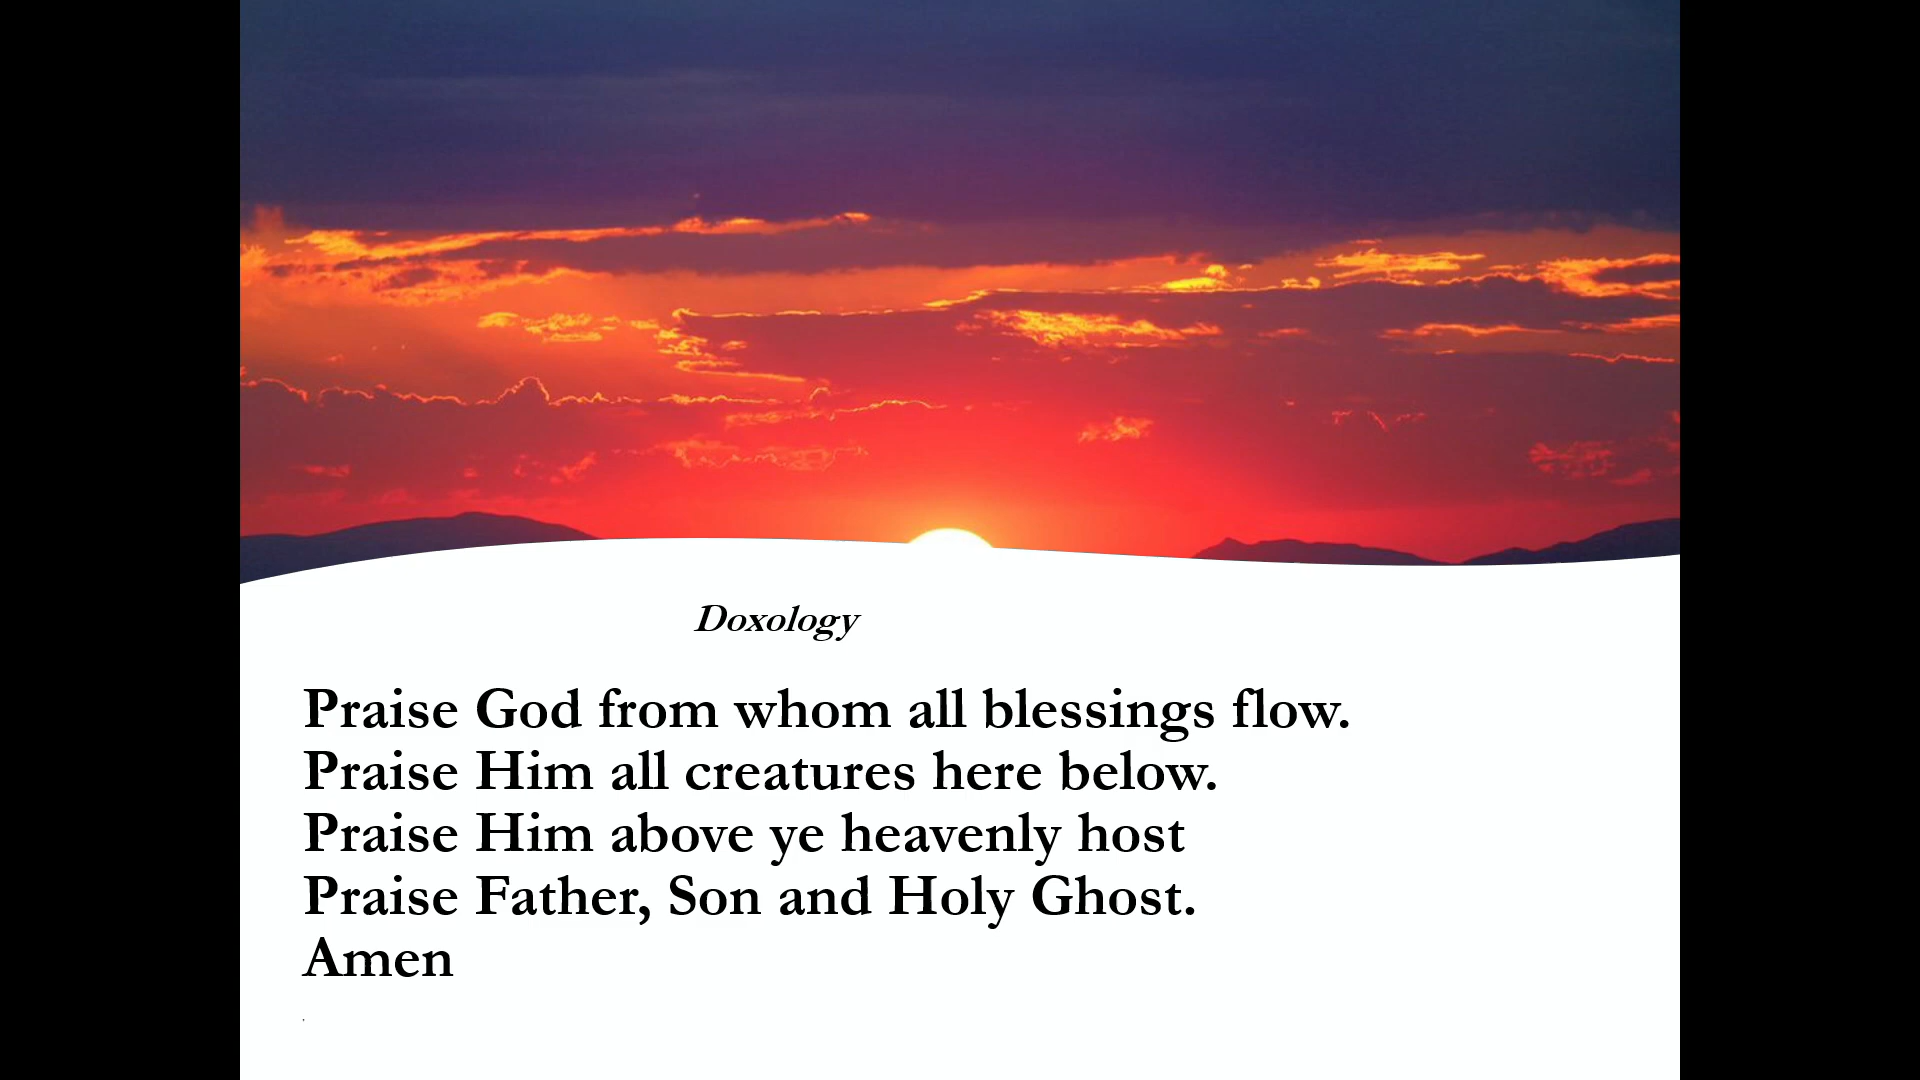 Doxology
Praise God from whom all blessings flow.
Praise Him all creatures here below.
Praise Him above ye heavenly host
Praise Father, Son and Holy Ghost.
Amen
.